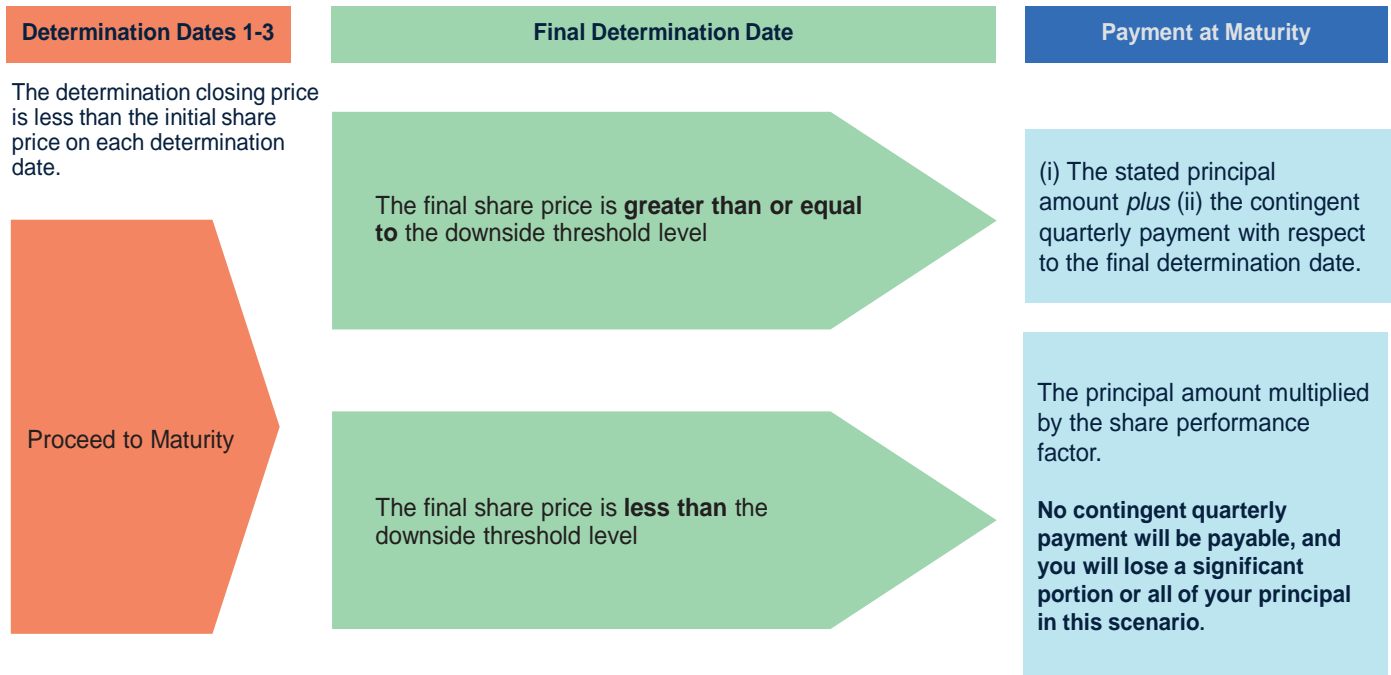 Determination Dates 1-3
Final Determination Date
Payment at Maturity
The determination closing price
is less than the initial share
price on each determination
date.
Proceed to Maturity
The final share price is greater than or equal
to the downside threshold level
(i) The stated principal
amount plus (ii) the contingent
quarterly payment with respect
to the final determination date.
The final share price is less than the
downside threshold level
The principal amount multiplied
by the share performance
factor.
No contingent quarterly
payment will be payable, and
you will lose a significant
portion or all of your principal
in this scenario.